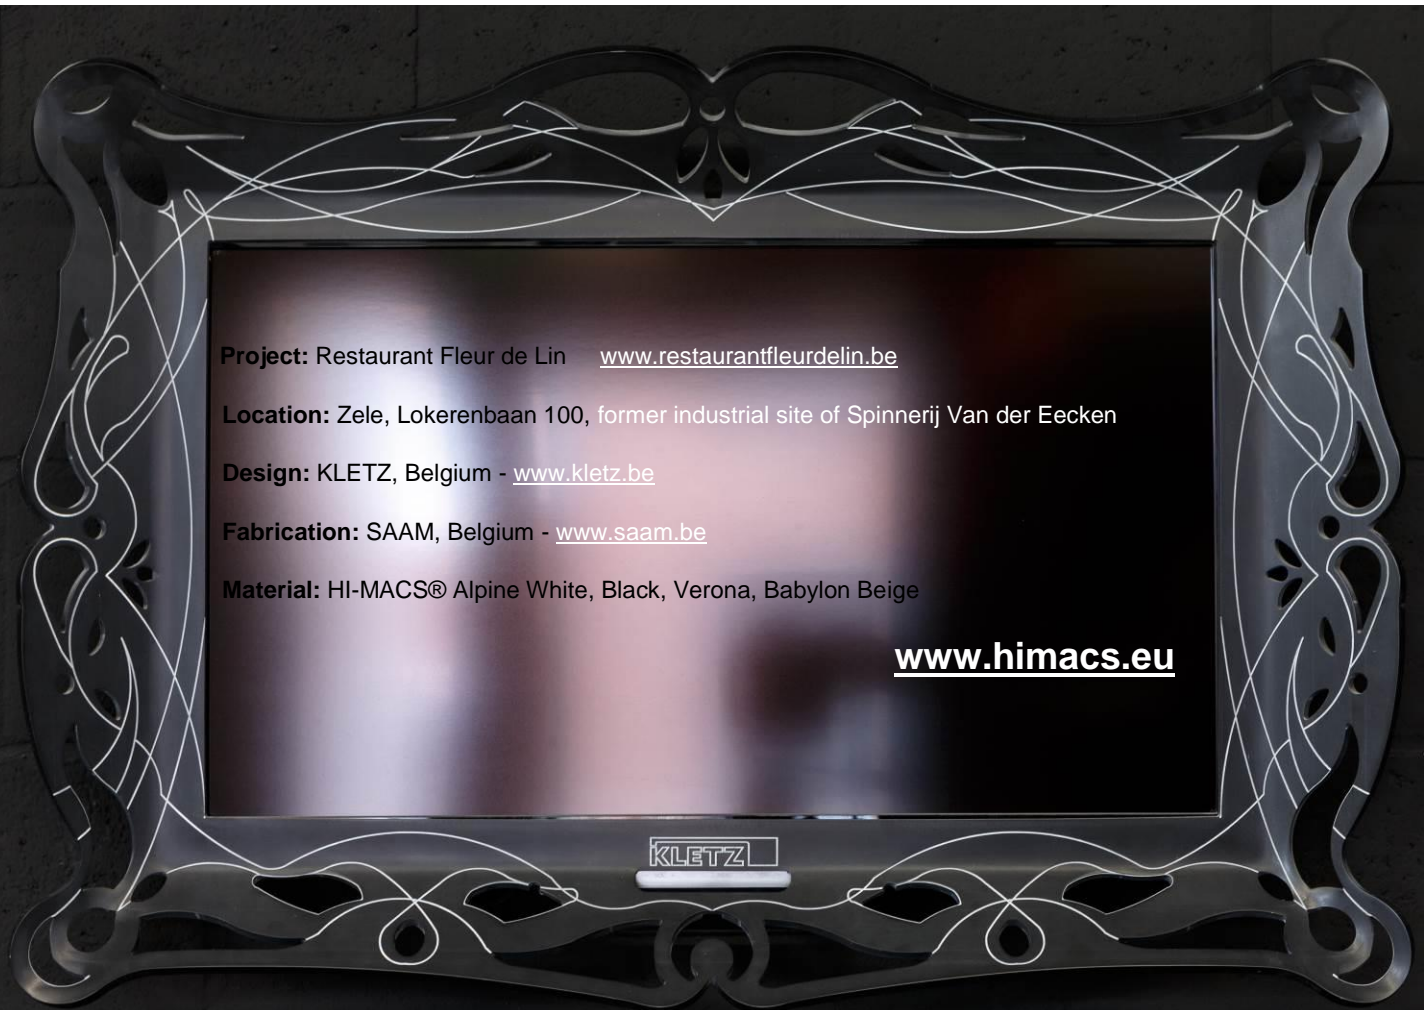 Project: Restaurant Fleur de Lin www.restaurantfleurdelin.be
Location: Zele, Lokerenbaan 100, former industrial site of Spinnerij Van der Eecken
Design: KLETZ, Belgium - www.kletz.be
Fabrication: SAAM, Belgium - www.saam.be
Material: HI-MACS® Alpine White, Black, Verona, Babylon Beige
www.himacs.eu
KLETZ